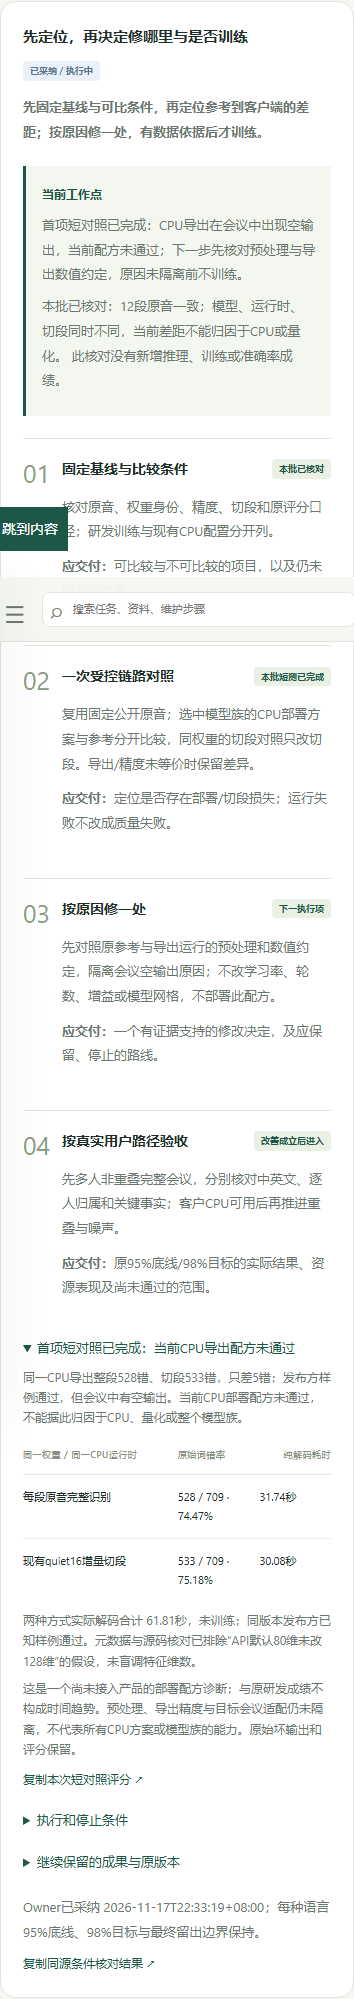 先定位，再决定修哪里与是否训练
已采纳 / 执行中
先固定基线与可比条件，再定位参考到客户端的差
距；按原因修一处，有数据依据后才训练。
当前工作点
首项短对照已完成：CPU导出在会议中出现空输
出，当前配方未通过；下一步先核对预处理与导
出数值约定，原因未隔离前不训练。
本批已核对：12段原音一致；模型、运行时、
切段同时不同，当前差距不能归因于CPU或量
化。 此核对没有新增推理、训练或准确率成
绩。
01 固定基线与比较条件 本批已核对
核对原音、权重身份、精度、切段和原评分口
跳到内容
径；研发训练与现有CPU配置分开列。
应交付：可比较与不可比较的项目，以及仍未
搜索任务、资料、维护步骤
02 一次受控链路对照 本批短测已完成
复用固定公开原音；选中模型族的CPU部署方
案与参考分开比较，同权重的切段对照只改切
段。导出/精度未等价时保留差异。
应交付：定位是否存在部署/切段损失；运行失
败不改成质量失败。
03 按原因修一处 下一执行项
先对照原参考与导出运行的预处理和数值约
定，隔离会议空输出原因；不改学习率、轮
数、增益或模型网格，不部署此配方。
应交付：一个有证据支持的修改决定，及应保
留、停止的路线。
04 按真实用户路径验收 改善成立后进入
先多人非重叠完整会议，分别核对中英文、逐
人归属和关键事实；客户CPU可用后再推进重
叠与噪声。
应交付：原95%底线/98%目标的实际结果、资
源表现及尚未通过的范围。
▼ 首项短对照已完成：当前CPU导出配方未通过
同一CPU导出整段528错、切段533错，只差5错；发布方样
例通过，但会议中有空输出。当前CPU部署配方未通过，
不能据此归因于CPU、量化或整个模型族。
同一权重 / 同一CPU运行时 原始词错率 纯解码耗时
每段原音完整识别 528 / 709 · 31.74秒
74.47%
现有quiet16增量切段 533 / 709 · 30.08秒
75.18%
两种方式实际解码合计 61.81秒，未训练；同版本发布方已
知样例通过。元数据与源码核对已排除“API默认80维未改
128维”的假设，未盲调特征维数。
这是一个尚未接入产品的部署配方诊断；与原研发成绩不
构成时间趋势。预处理、导出精度与目标会议适配仍未隔
离，不代表所有CPU方案或模型族的能力。原始坏输出和
评分保留。
复制本次短对照评分 ↗
▶ 执行和停止条件
▶ 继续保留的成果与原版本
Owner已采纳 2026-11-17T22:33:19+08:00；每种语言
95%底线、98%目标与最终留出边界保持。
复制同源条件核对结果 ↗